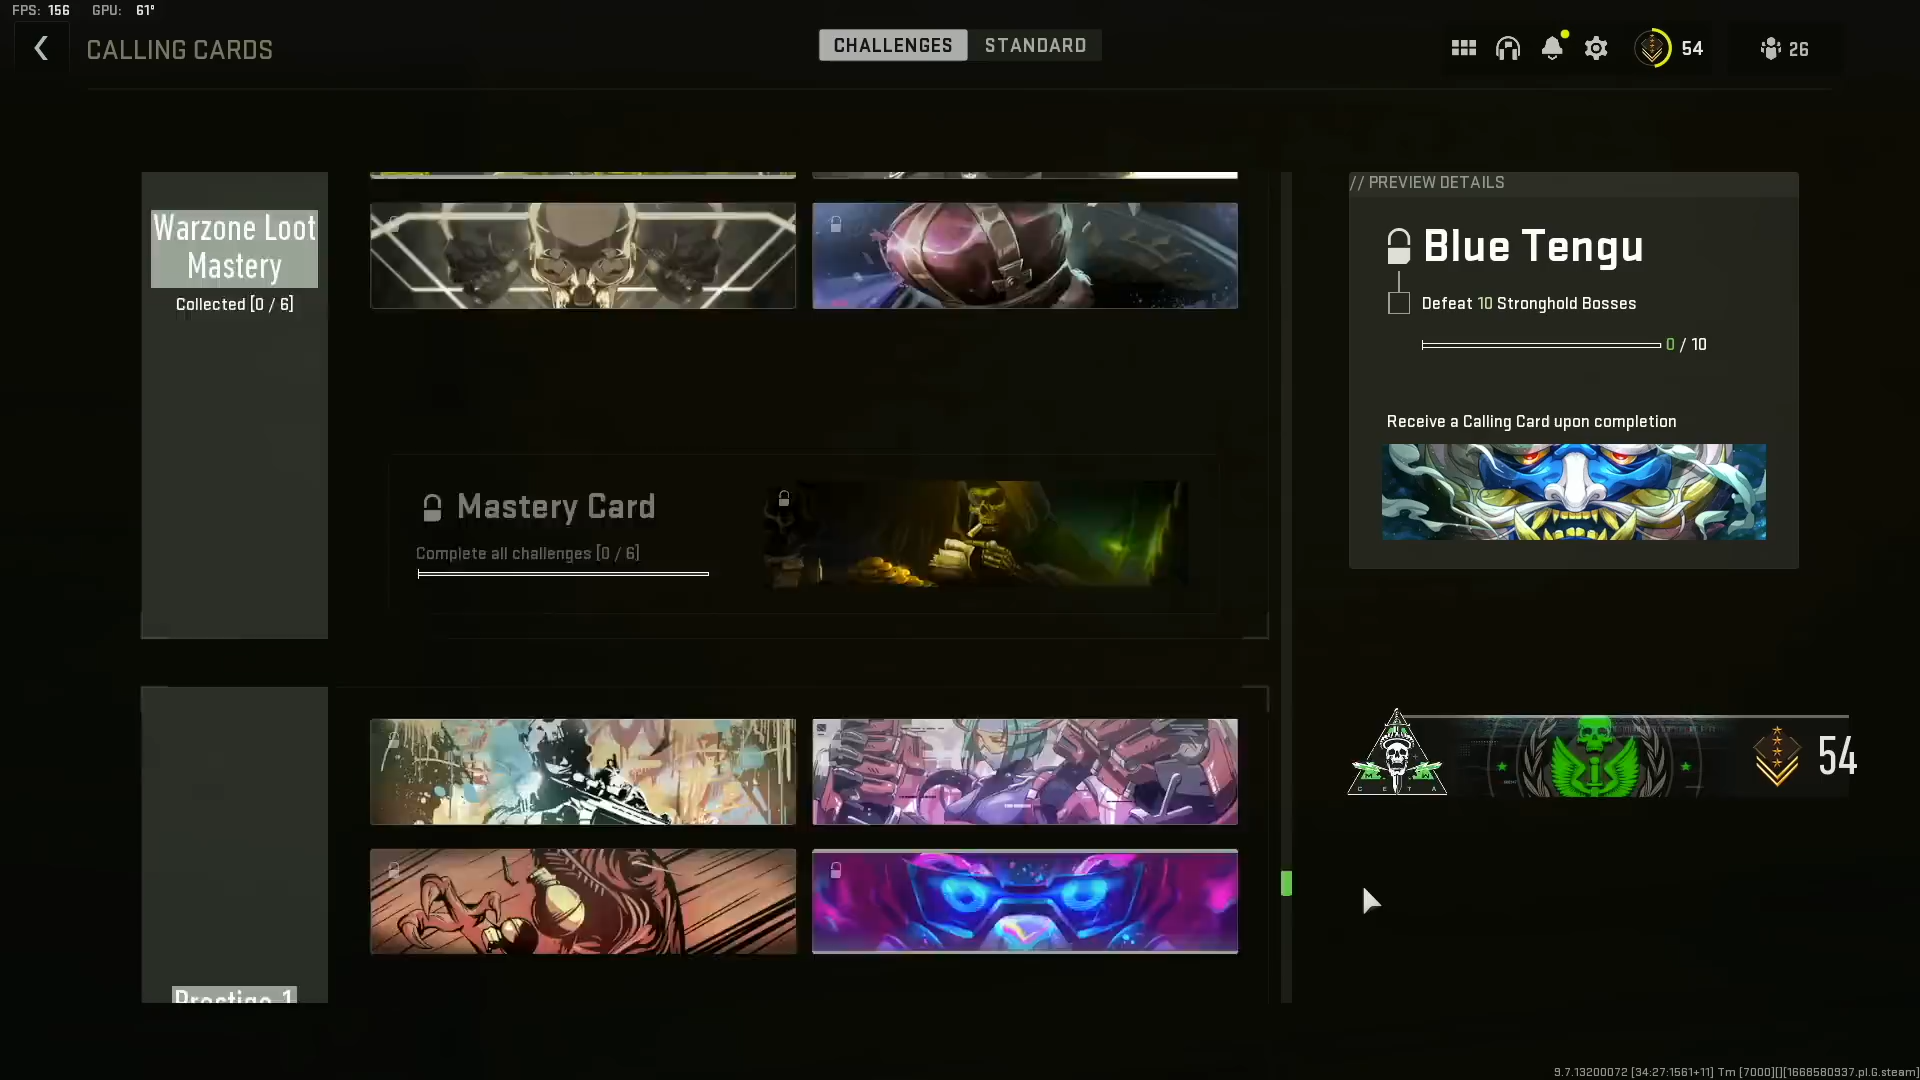 FPS: 156 GPU: 61°
CALLING CARDS
CHALLENGES STANDARD
54
26
Warzone Loot
Mastery
Collected [0 / 6]
Mastery Card
Complete all challenges [0 / 6]
Prestige 1
// PREVIEW DETAILS
Blue Tengu
Defeat 10 Stronghold Bosses
0 / 10
Receive a Calling Card upon completion
C E T A
54
9.7.13200072 [34:27:1561+11] Tm [7000][][1668580937.pl.G.steam]